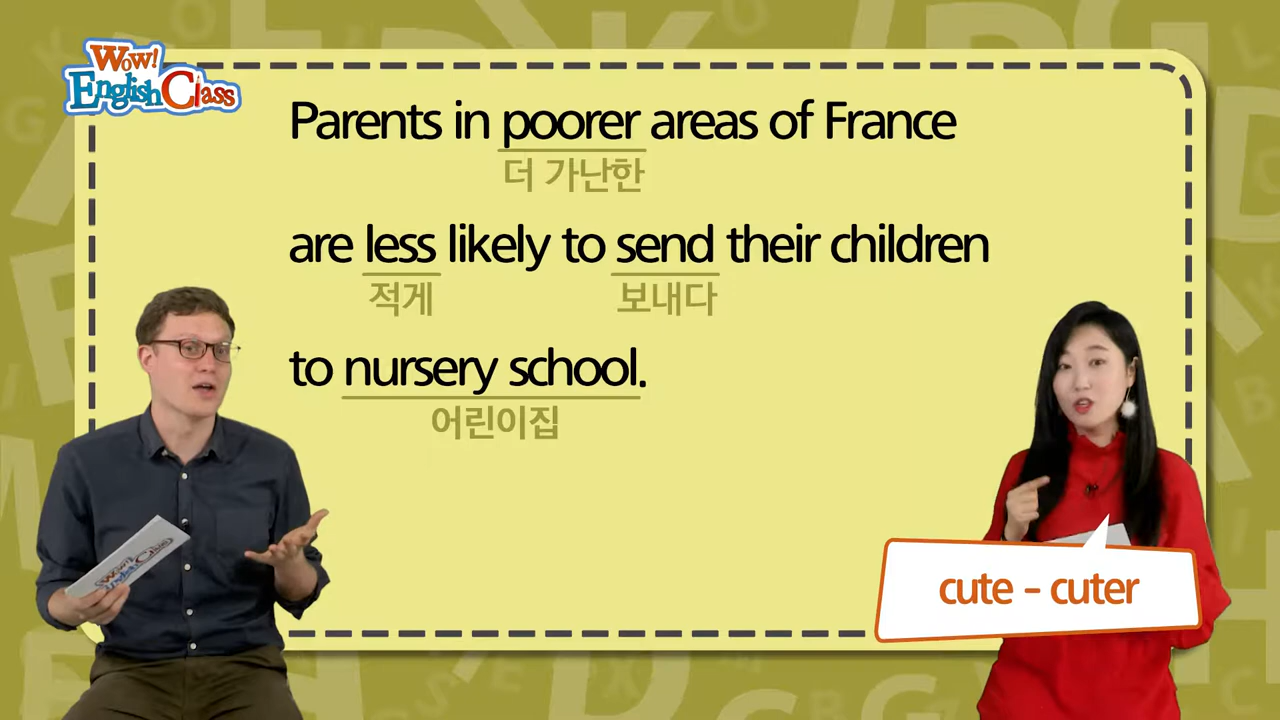 Wow!
English Class
Parents in poorer areas of France
더 가난한
are less likely to send their children
적게 보내다
to nursery school.
어린이집
cute - cuter